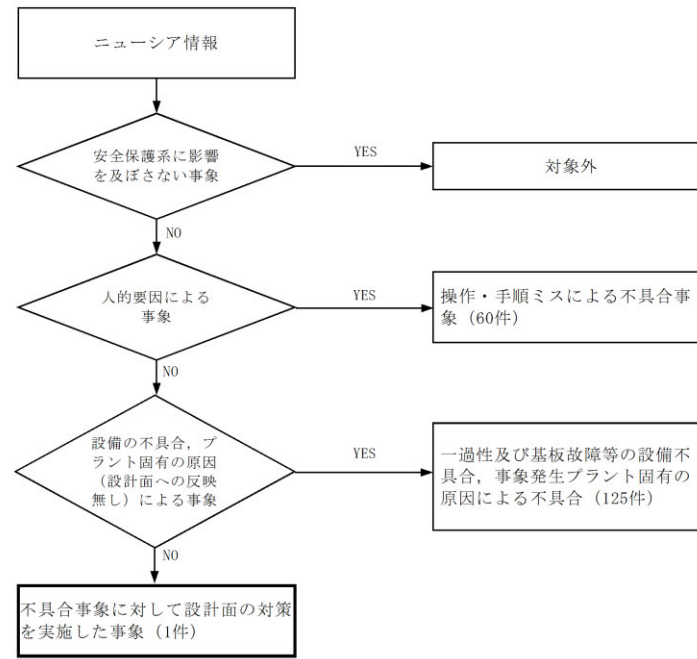 ニューシア情報
安全保護系に影響
を及ぼさない事象
YES
対象外
NO
人的要因による
事象
YES
操作・手順ミスによる不具合事
象（60件）
NO
設備の不具合，プ
ラント固有の原因
（設計面への反映
無し）による事象
YES
一過性及び基板故障等の設備不
具合，事象発生プラント固有の
原因による不具合（125件）
NO
不具合事象に対して設計面の対策
を実施した事象（1件）